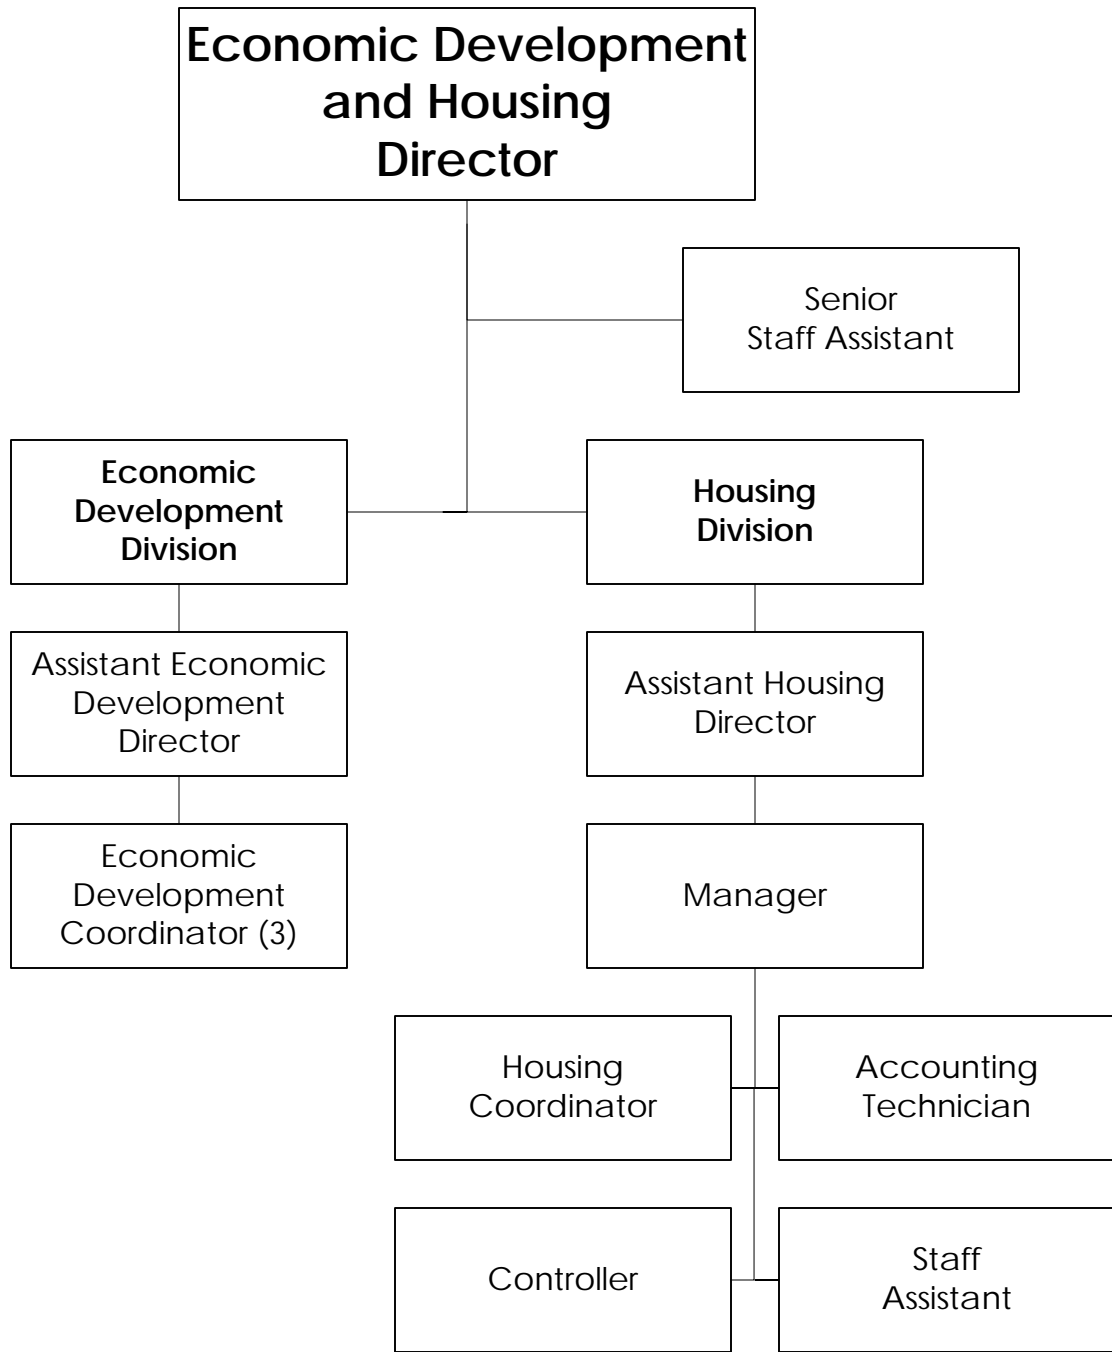 Economic Development
and Housing
Director
Senior
Staff Assistant
Economic
Development
Division
Housing
Division
Assistant Economic
Development
Director
Assistant Housing
Director
Economic
Development
Coordinator (3)
Manager
Housing
Coordinator
Accounting
Technician
Controller
Staff
Assistant